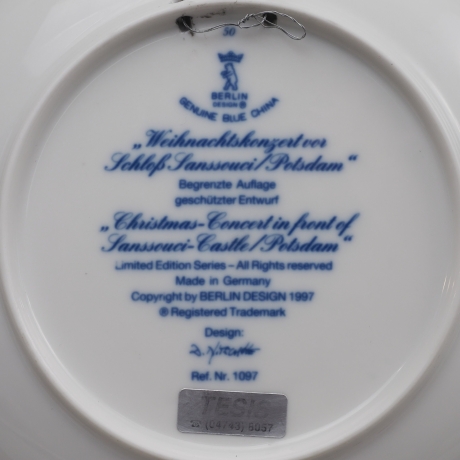 50
BERLIN
DESIGN®
GENUINE BLUE CHINA
„Weihnachtskonzert vor
Schloß Sanssouci/Potsdam“
Begrenzte Auflage
geschützter Entwurf
„Christmas-Concert in front of
Sanssouci-Castle/Potsdam“
Limited Edition Series – All Rights reserved
Made in Germany
Copyright by BERLIN DESIGN 1997
® Registered Trademark
Design:
Ref. Nr. 1097